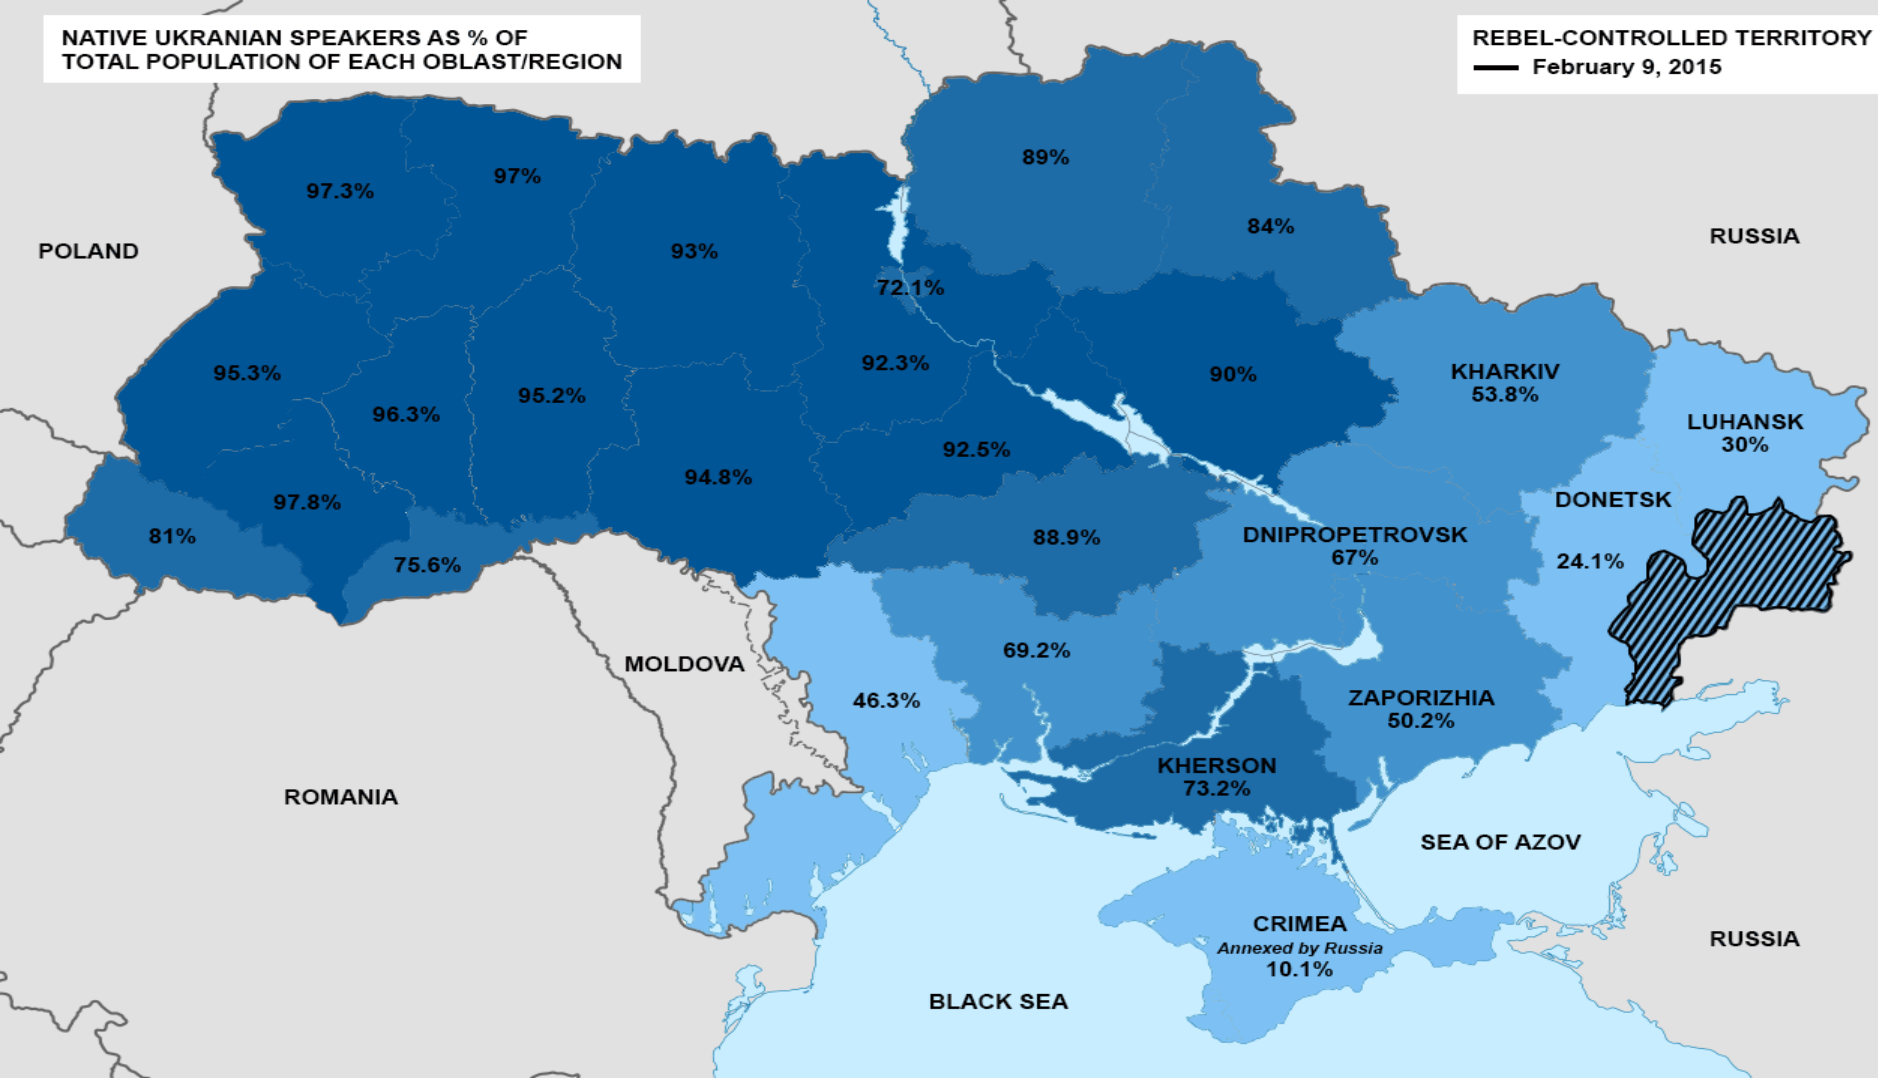 NATIVE UKRANIAN SPEAKERS AS % OF
TOTAL POPULATION OF EACH OBLAST/REGION
REBEL-CONTROLLED TERRITORY
February 9, 2015
89%
97%
97.3%
84%
RUSSIA
POLAND
93%
72.1%
92.3%
95.3%
90%
KHARKIV
53.8%
95.2%
96.3%
LUHANSK
30%
92.5%
94.8%
97.8%
DONETSK
24.1%
81%
75.6%
88.9%
DNIPROPETROVSK
67%
69.2%
MOLDOVA
46.3%
ZAPORIZHIA
50.2%
KHERSON
73.2%
ROMANIA
SEA OF AZOV
CRIMEA
Annexed by Russia
10.1%
RUSSIA
BLACK SEA